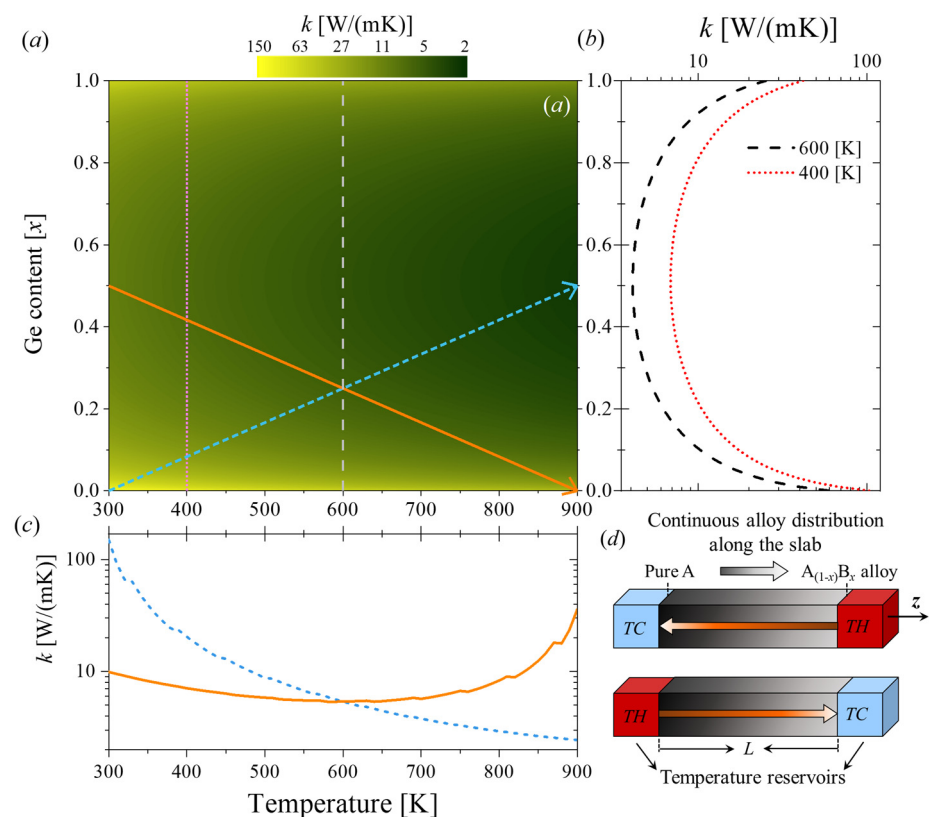 (a)
k [W/(mK)]
150 63 27 11 5 2
(a)
1.0
0.8
0.6
0.4
0.2
0.0
Ge content [x]
300 400 500 600 700 800 900
(b)
k [W/(mK)]
10 100
1.0
0.8
0.6
0.4
0.2
0.0
600 [K]
400 [K]
(c)
k [W/(mK)]
100
10
300 400 500 600 700 800 900
Temperature [K]
Continuous alloy distribution
along the slab
(d)
Pure A
A(1-x)Bx alloy
TC
TH
z
TH
TC
L
Temperature reservoirs